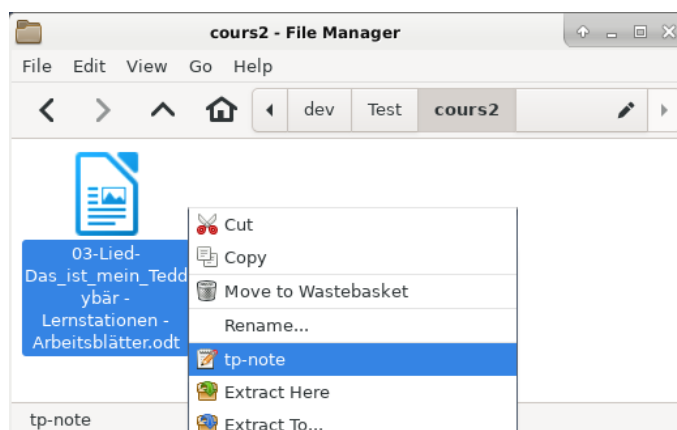 cours2 - File Manager
File Edit View Go Help
dev Test cours2
03-Lied-
Das_ist_mein_Tedd
ybär -
Lernstationen -
Arbeitsblätter.odt
Cut
Copy
Move to Wastebasket
Rename...
tp-note
Extract Here
Extract To...
tp-note